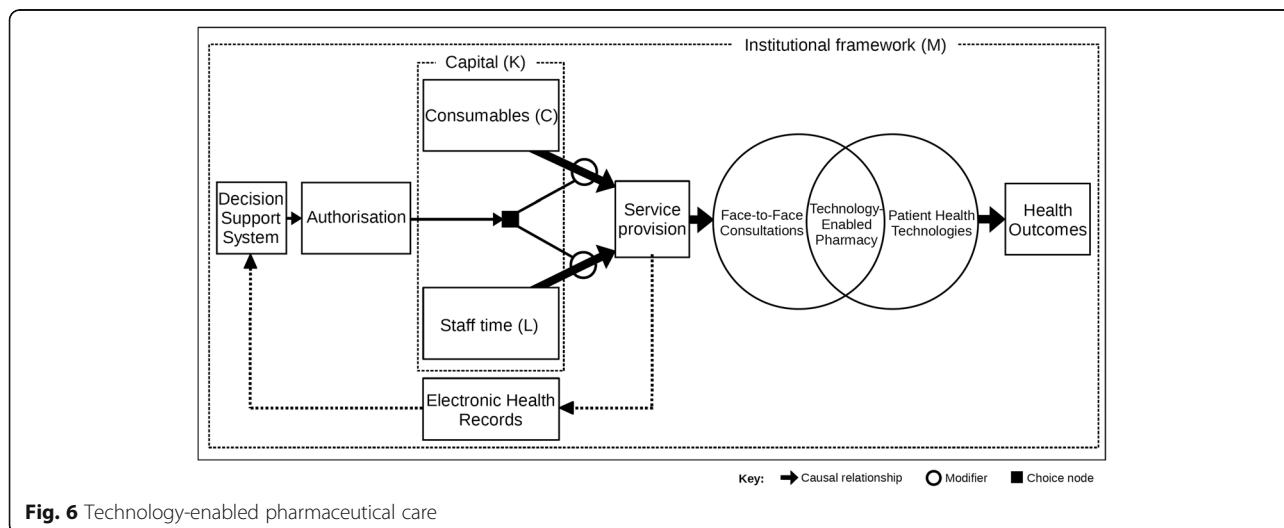 Institutional framework (M)
Capital (K)
Consumables (C)
Decision
Support
System
Authorisation
Service
provision
Face-to-Face
Consultations
Technology-
Enabled
Pharmacy
Patient Health
Technologies
Health
Outcomes
Staff time (L)
Electronic Health
Records
Key: Causal relationship Modifier Choice node
Fig. 6 Technology-enabled pharmaceutical care